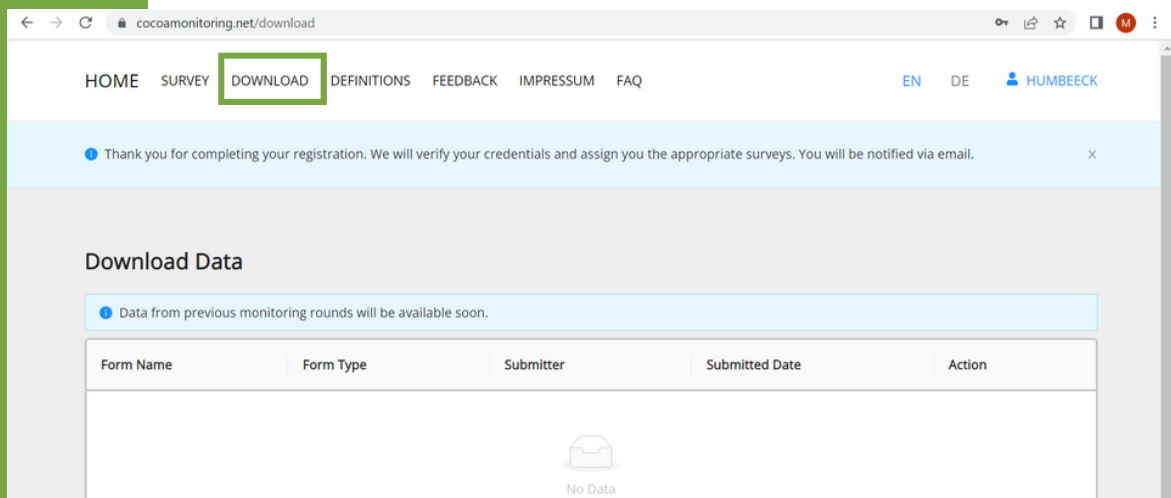 cocoamonitoring.net/download
M
HOME SURVEY DOWNLOAD DEFINITIONS FEEDBACK IMPRESSUM FAQ EN DE HUMBEECK
Thank you for completing your registration. We will verify your credentials and assign you the appropriate surveys. You will be notified via email. X
Download Data
Data from previous monitoring rounds will be available soon.
Form Name Form Type Submitter Submitted Date Action
No Data